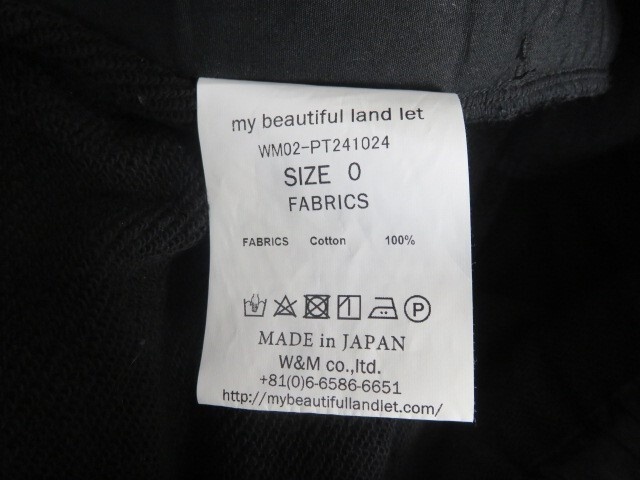 my beautiful land let
WM02-PT241024
SIZE 0
FABRICS
FABRICS Cotton 100%
P
MADE in JAPAN
W&M co.,ltd.
+81(0)6-6586-6651
http://mybeautifullandlet.com/